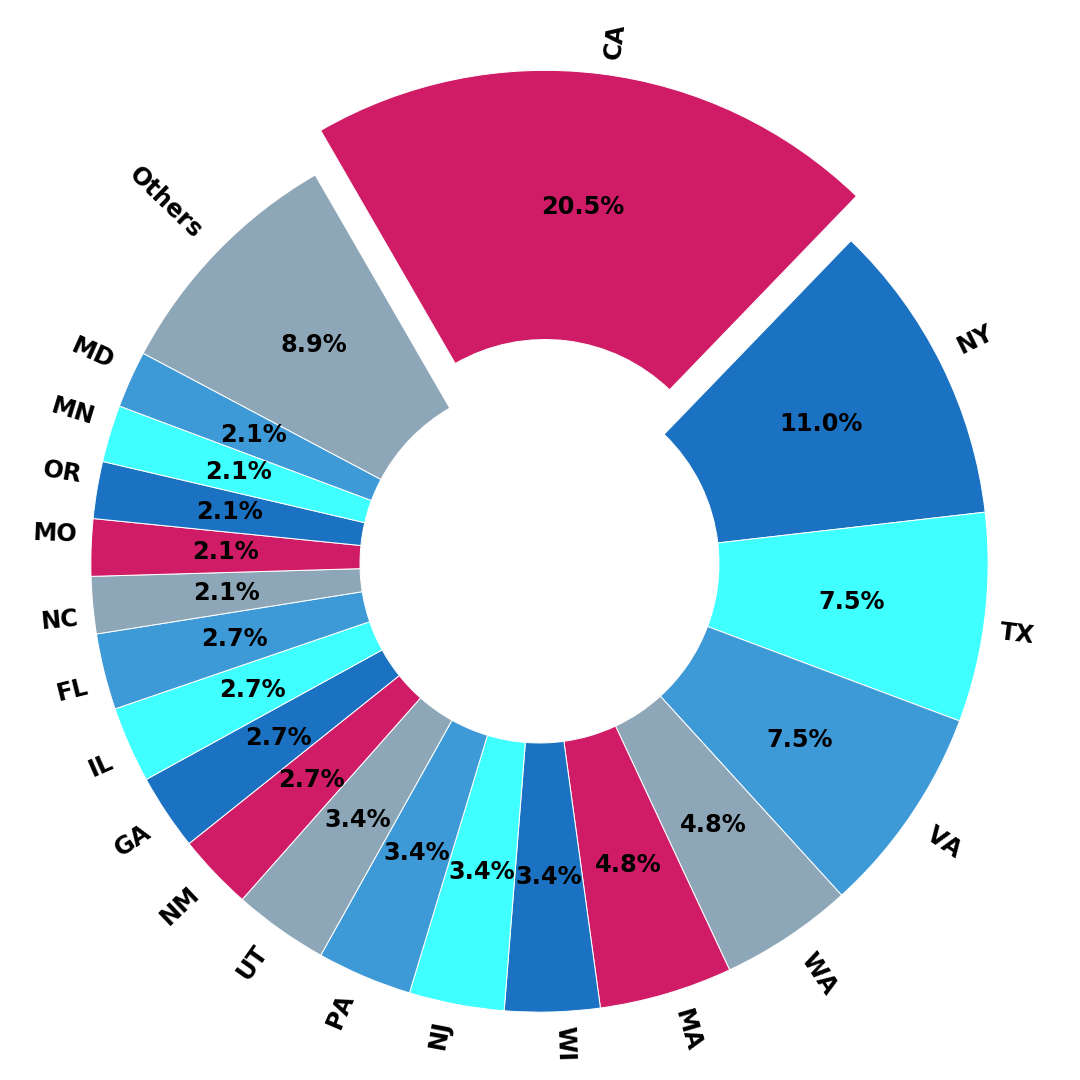 CA
20.5%
NY
11.0%
TX
7.5%
VA
7.5%
WA
4.8%
MA
4.8%
WI
3.4%
NJ
3.4%
PA
3.4%
UT
3.4%
NM
2.7%
GA
2.7%
IL
2.7%
FL
2.7%
NC
2.1%
MO
2.1%
OR
2.1%
MN
2.1%
MD
2.1%
Others
8.9%